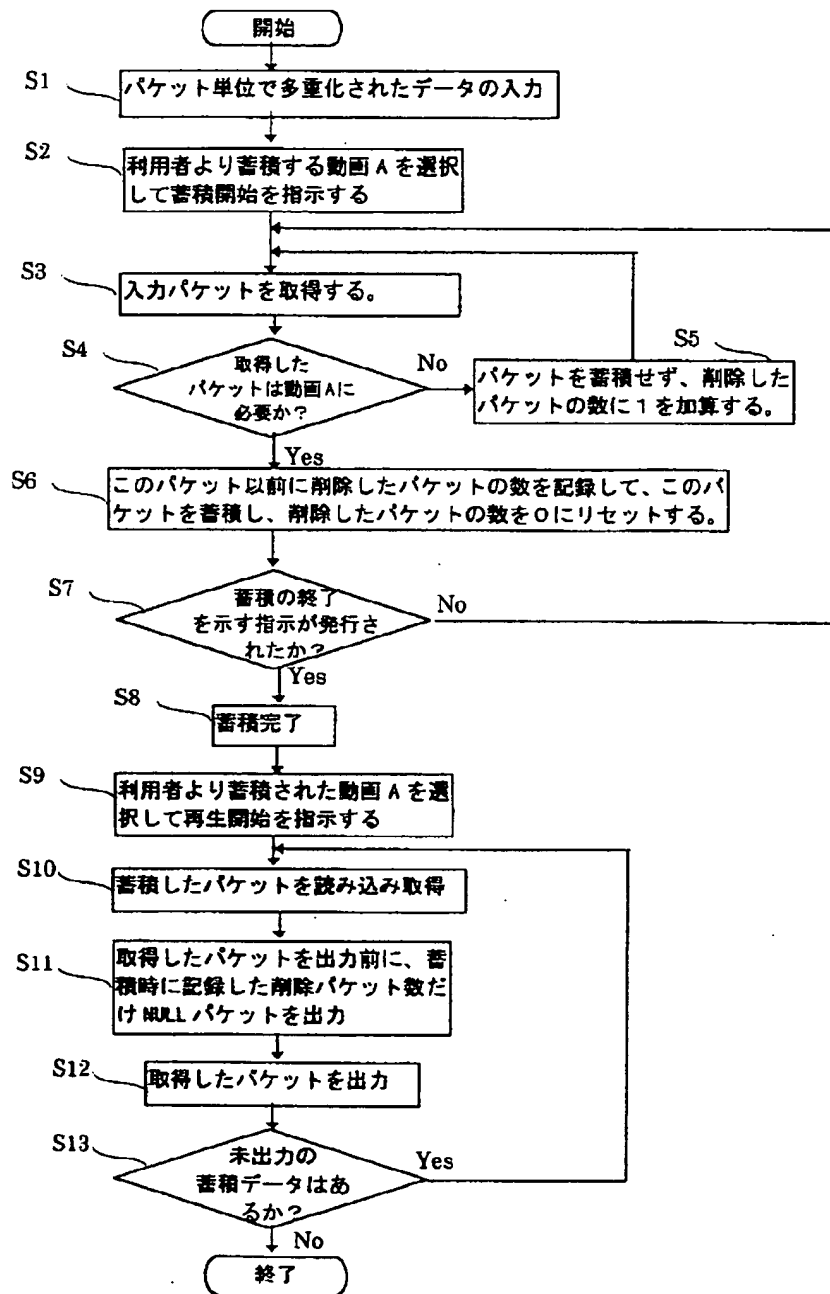 開始
S1
パケット単位で多重化されたデータの入力
S2
利用者より蓄積する動画Aを選択
して蓄積開始を指示する
S3
入力パケットを取得する。
S4
取得した
パケットは動画Aに
必要か？
No
S5
パケットを蓄積せず、削除した
パケットの数に1を加算する。
Yes
S6
このパケット以前に削除したパケットの数を記録して、このパ
ケットを蓄積し、削除したパケットの数を0にリセットする。
S7
蓄積の終了
を示す指示が発行さ
れたか？
No
Yes
S8
蓄積完了
S9
利用者より蓄積された動画Aを選
択して再生開始を指示する
S10
蓄積したパケットを読み込み取得
S11
取得したパケットを出力前に、蓄
積時に記録した削除パケット数だ
けNULLパケットを出力
S12
取得したパケットを出力
S13
未出力の
蓄積データはあ
るか？
Yes
No
終了